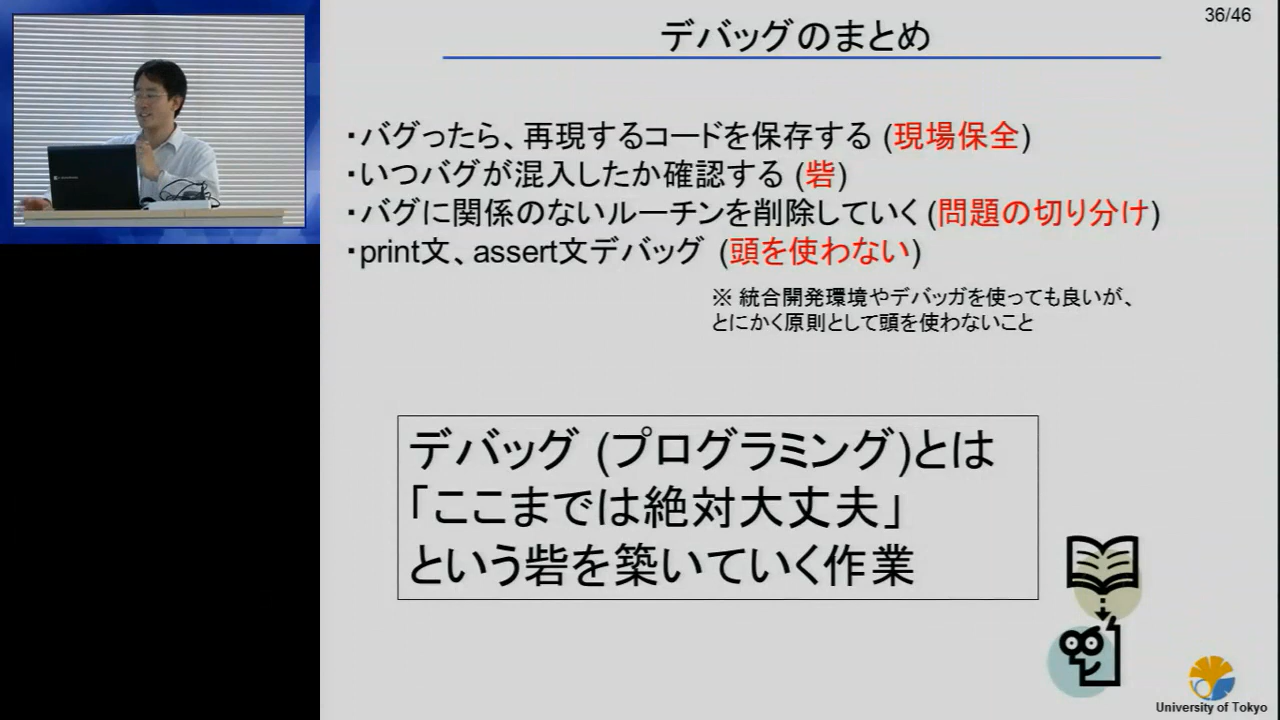 36/46
デバッグのまとめ
・バグったら、再現するコードを保存する (現場保全)
・いつバグが混入したか確認する (砦)
・バグに関係のないルーチンを削除していく (問題の切り分け)
・print文、assert文デバッグ (頭を使わない)
※ 統合開発環境やデバッガを使っても良いが、
とにかく原則として頭を使わないこと
デバッグ (プログラミング)とは
「ここまでは絶対大丈夫」
という砦を築いていく作業
University of Tokyo